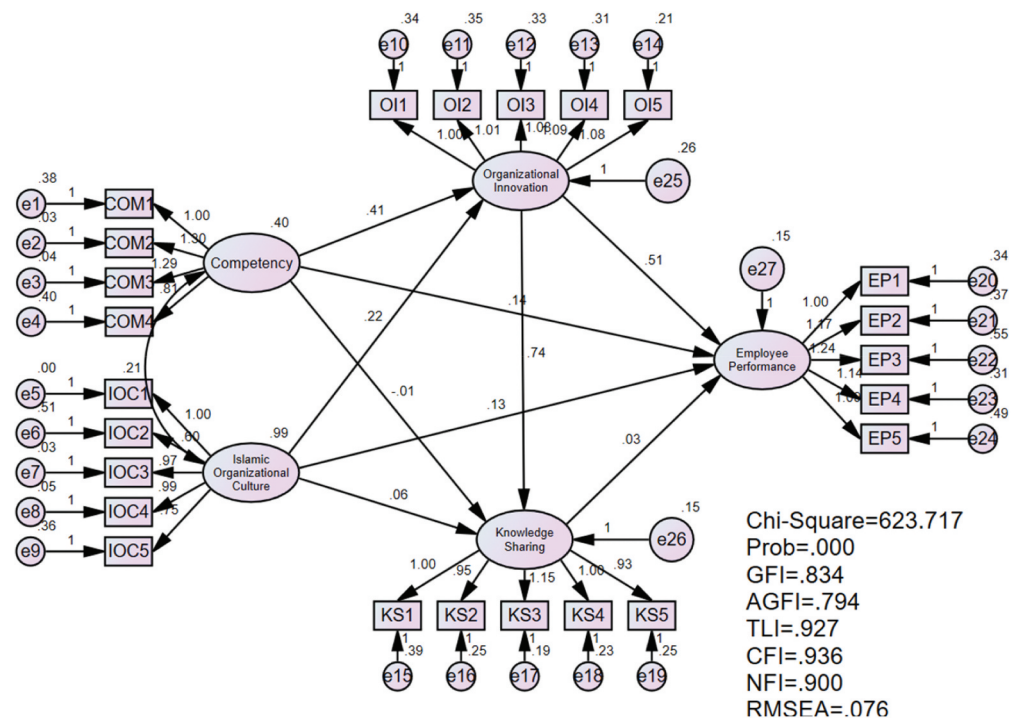 .34 .35 .33 .31 .21
e10 e11 e12 e13 e14
1 1 1 1 1
OI1 OI2 OI3 OI4 OI5
1.00 1.01 1.08 1.09 1.08
Organizational
Innovation
1
e25
.26
.38
e1 1 COM1
.03
e2 1 COM2
.04
e3 1 COM3
.40
e4 1 COM4
1.00
1.30
1.29
.81
.40
Competency
.41
.22
.14
-.01
.74
.51
.13
.03
.06
.21
.00
e5 1 IOC1
.51
e6 1 IOC2
.03
e7 1 IOC3
.05
e8 1 IOC4
.36
e9 1 IOC5
1.00
.60
.97
.99
.75
.99
Islamic
Organizational
Culture
.15
e27
1
Employee
Performance
1.00
1.17
1.24
1.14
EP1 1 e20
.34
EP2 1 e21
.37
EP3 1 e22
.55
EP4 1 e23
.31
EP5 1 e24
.49
Knowledge
Sharing
1
e26
.15
1.00 .95 1.15 1.00 .93
KS1 KS2 KS3 KS4 KS5
1 1 1 1 1
.39 .25 .19 .23 .25
e15 e16 e17 e18 e19
Chi-Square=623.717
Prob=.000
GFI=.834
AGFI=.794
TLI=.927
CFI=.936
NFI=.900
RMSEA=.076